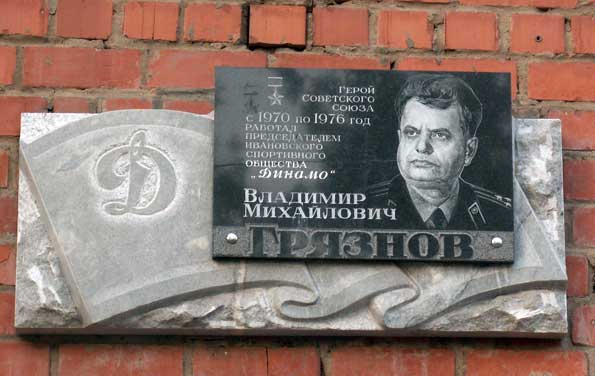 Д
ГЕРОЙ
СОВЕТСКОГО
СОЮЗА
С 1970 ПО 1976 ГОД
РАБОТАЛ
ПРЕДСЕДАТЕЛЕМ
ИВАНОВСКОГО
СПОРТИВНОГО
ОБЩЕСТВА
„Динамо"
ВЛАДИМИР
МИХАЙЛОВИЧ
ГРЯЗНОВ